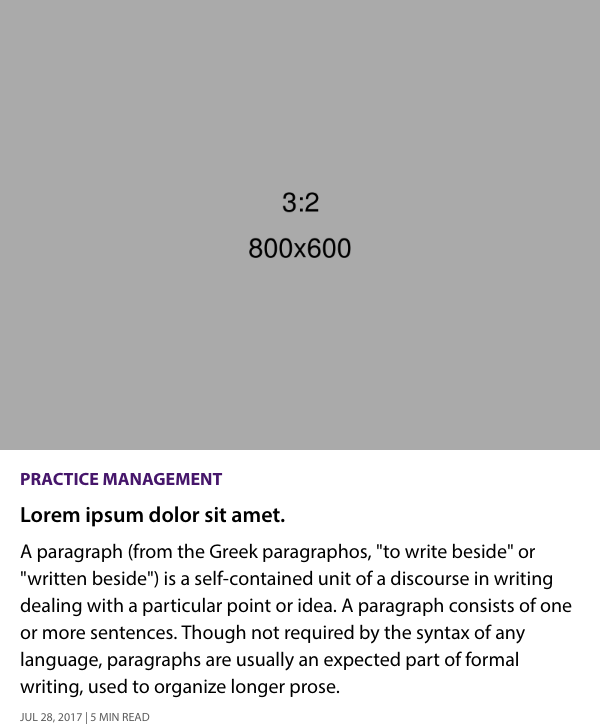 3:2
800x600
PRACTICE MANAGEMENT
Lorem ipsum dolor sit amet.
A paragraph (from the Greek paragraphos, "to write beside" or
"written beside") is a self-contained unit of a discourse in writing
dealing with a particular point or idea. A paragraph consists of one
or more sentences. Though not required by the syntax of any
language, paragraphs are usually an expected part of formal
writing, used to organize longer prose.
JUL 28, 2017 | 5 MIN READ